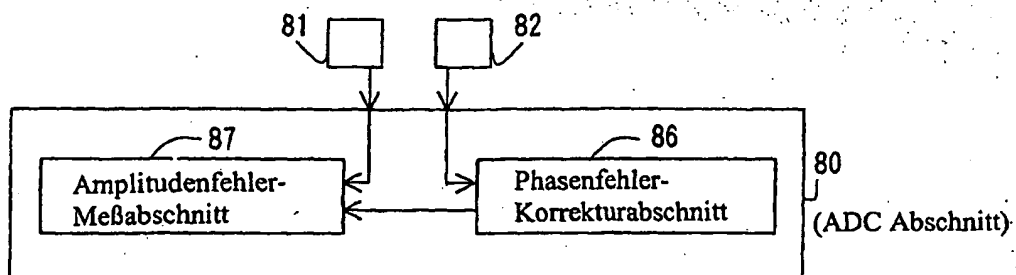 81
82
87
86
80
Amplitudenfehler-
Meßabschnitt
Phasenfehler-
Korrekturabschnitt
(ADC Abschnitt)